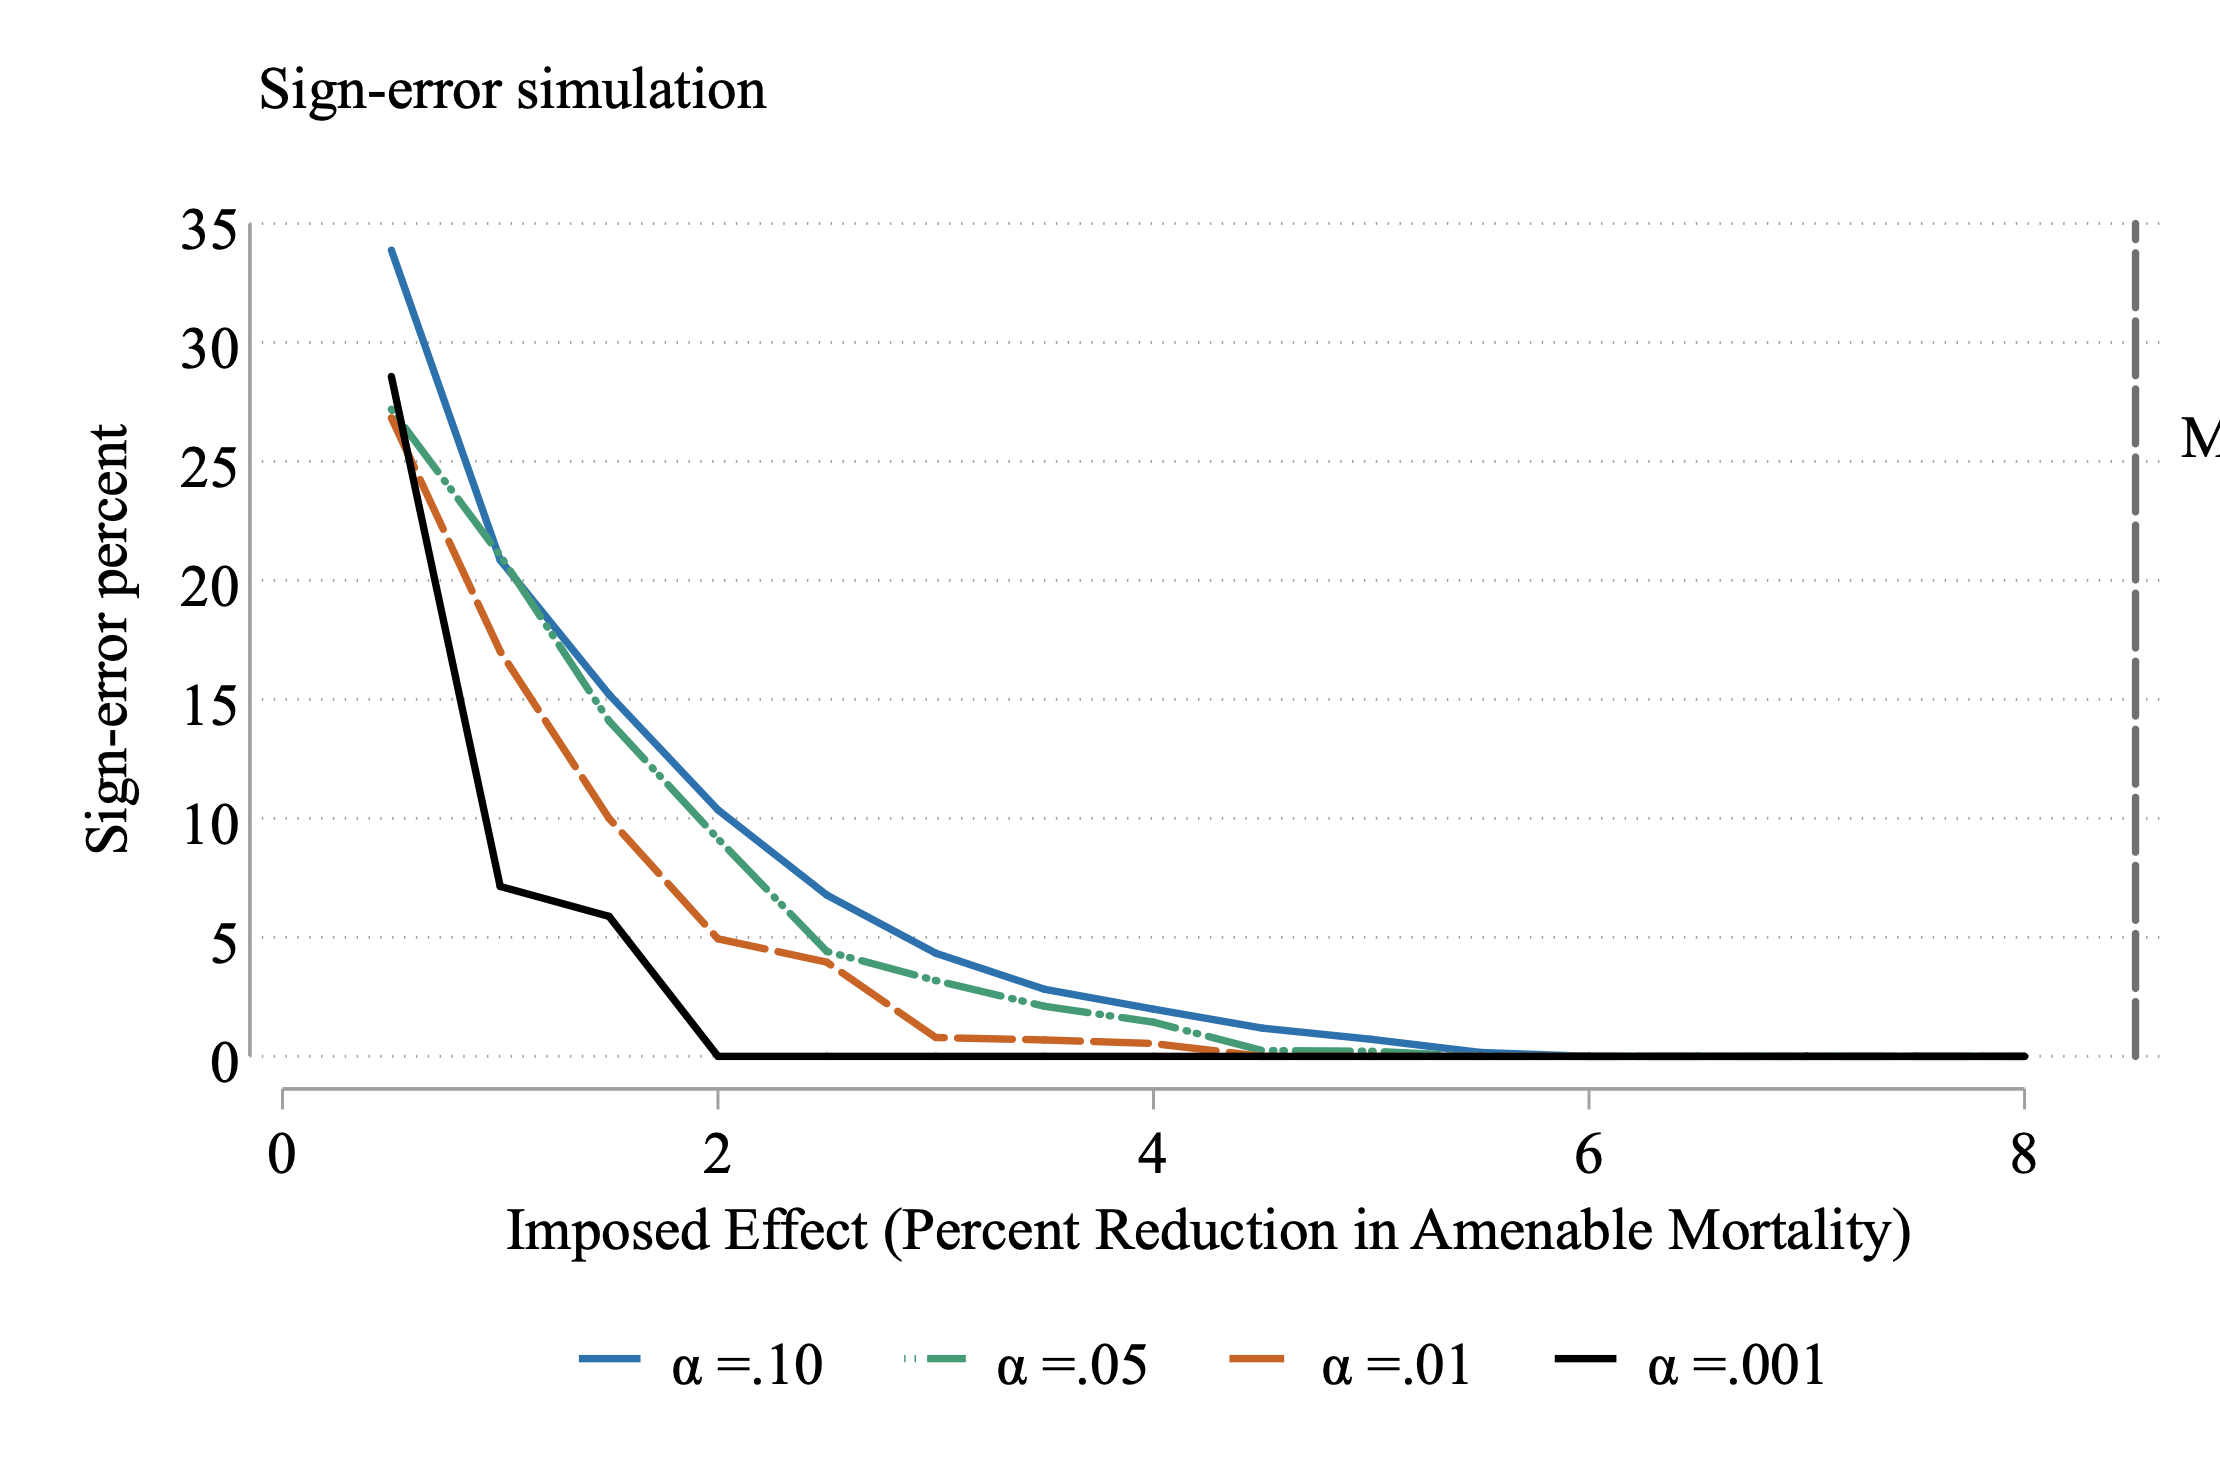 Sign-error simulation
35
30
25
20
15
10
5
0
Sign-error percent
M
0 2 4 6 8
Imposed Effect (Percent Reduction in Amenable Mortality)
α =.10 α =.05 α =.01 α =.001